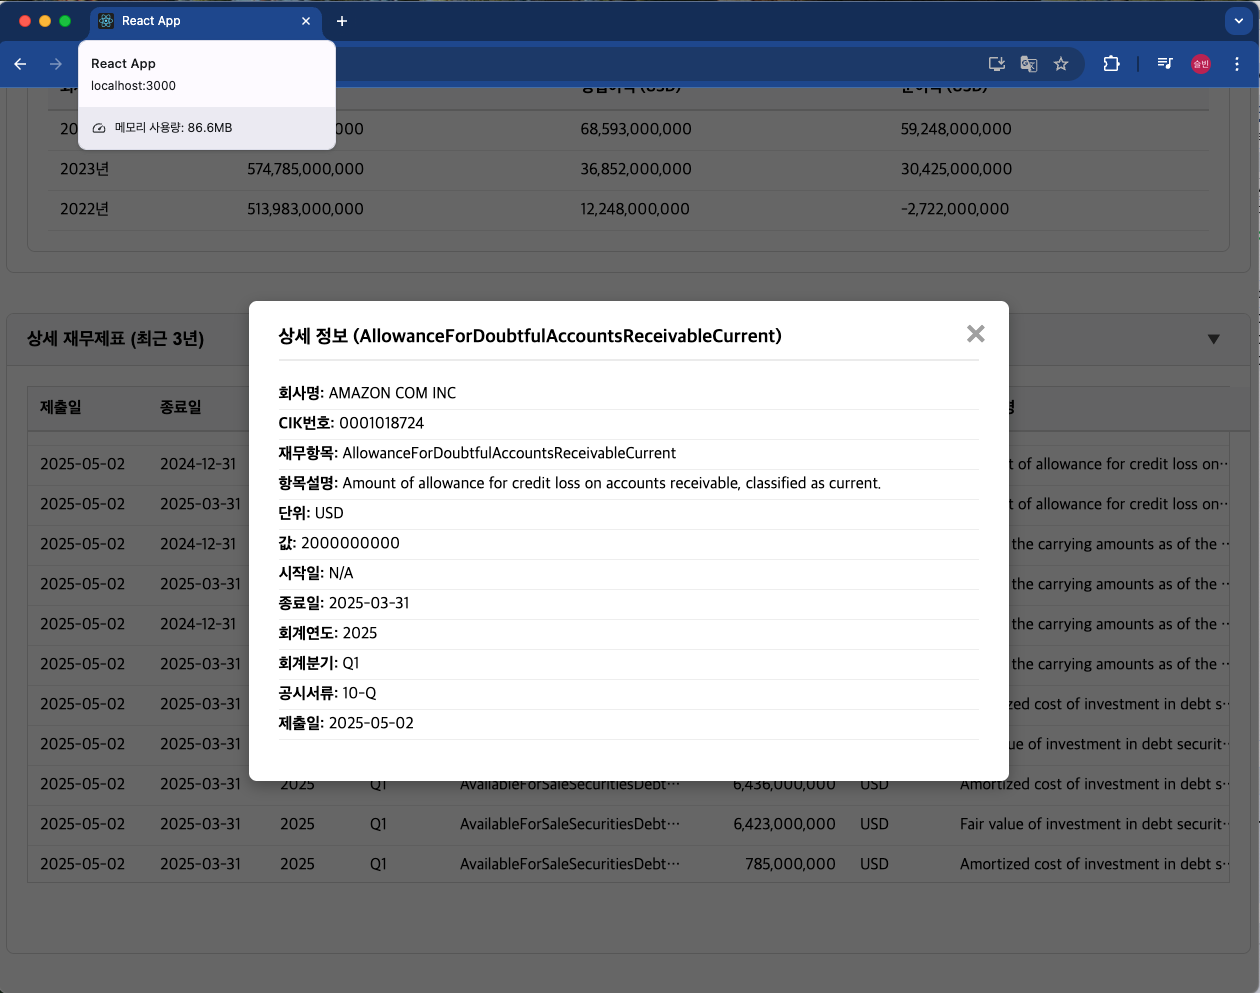 React App
React App
localhost:3000
메모리 사용량: 86.6MB
슬빈
영업이익 (USD) 순이익 (USD)
20 000 68,593,000,000 59,248,000,000
2023년 574,785,000,000 36,852,000,000 30,425,000,000
2022년 513,983,000,000 12,248,000,000 -2,722,000,000
상세 재무제표 (최근 3년) ▼
상세 정보 (AllowanceForDoubtfulAccountsReceivableCurrent)
회사명: AMAZON COM INC
CIK번호: 0001018724
재무항목: AllowanceForDoubtfulAccountsReceivableCurrent
항목설명: Amount of allowance for credit loss on accounts receivable, classified as current.
단위: USD
값: 2000000000
시작일: N/A
종료일: 2025-03-31
회계연도: 2025
회계분기: Q1
공시서류: 10-Q
제출일: 2025-05-02
제출일 종료일
2025-05-02 2024-12-31 t of allowance for credit loss on···
2025-05-02 2025-03-31 t of allowance for credit loss on···
2025-05-02 2024-12-31 the carrying amounts as of the ···
2025-05-02 2025-03-31 the carrying amounts as of the ···
2025-05-02 2024-12-31 the carrying amounts as of the ···
2025-05-02 2025-03-31 the carrying amounts as of the ···
2025-05-02 2025-03-31 zed cost of investment in debt s···
2025-05-02 2025-03-31 ue of investment in debt securit···
2025-05-02 2025-03-31 2025 Q1 AvailableForSaleSecuritiesDebt··· 6,436,000,000 USD Amortized cost of investment in debt s···
2025-05-02 2025-03-31 2025 Q1 AvailableForSaleSecuritiesDebt··· 6,423,000,000 USD Fair value of investment in debt securit···
2025-05-02 2025-03-31 2025 Q1 AvailableForSaleSecuritiesDebt··· 785,000,000 USD Amortized cost of investment in debt s···